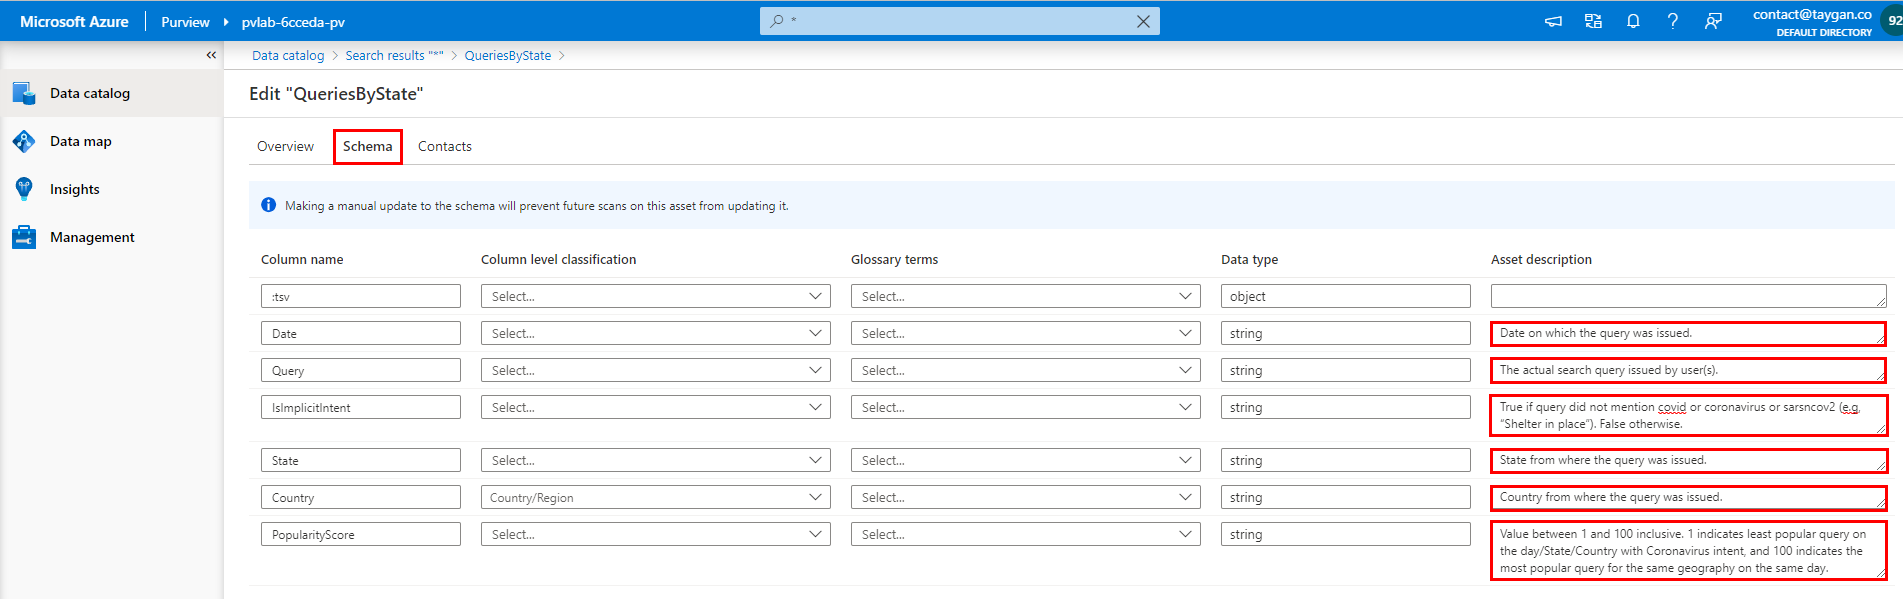 Microsoft Azure Purview pvlab-6cceda-pv * contact@taygan.co 92
DEFAULT DIRECTORY
« Data catalog > Search results "*" > QueriesByState >
Data catalog
Data map
Insights
Management
Edit "QueriesByState"
Overview Schema Contacts
Making a manual update to the schema will prevent future scans on this asset from updating it.
Column name Column level classification Glossary terms Data type Asset description
:tsv Select... Select... object
Date Select... Select... string Date on which the query was issued.
Query Select... Select... string The actual search query issued by user(s).
IsImplicitIntent Select... Select... string True if query did not mention covid or coronavirus or sarsncov2 (e.g,
“Shelter in place”). False otherwise.
State Select... Select... string State from where the query was issued.
Country Country/Region Select... string Country from where the query was issued.
PopularityScore Select... Select... string Value between 1 and 100 inclusive. 1 indicates least popular query on
the day/State/Country with Coronavirus intent, and 100 indicates the
most popular query for the same geography on the same day.